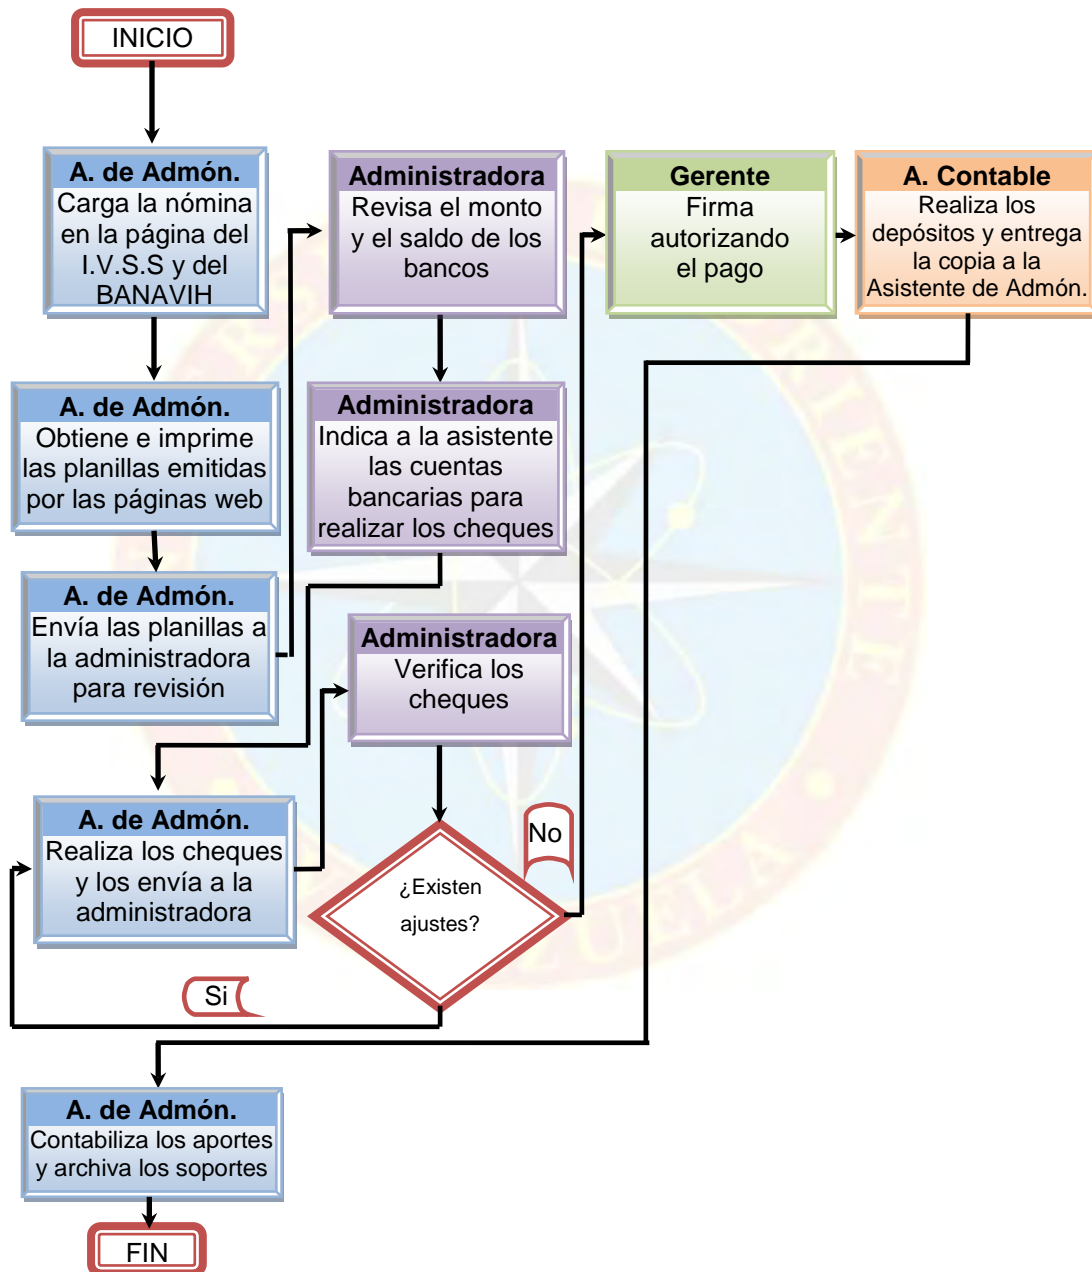 INICIO
A. de Admón.
Carga la nómina
en la página del
I.V.S.S y del
BANAVIH
A. de Admón.
Obtiene e imprime
las planillas emitidas
por las páginas web
A. de Admón.
Envía las planillas a
la administradora
para revisión
Administradora
Revisa el monto
y el saldo de los
bancos
Administradora
Indica a la asistente
las cuentas
bancarias para
realizar los cheques
A. de Admón.
Realiza los cheques
y los envía a la
administradora
Administradora
Verifica los
cheques
¿Existen
ajustes?
Si
No
Gerente
Firma
autorizando
el pago
A. Contable
Realiza los
depósitos y entrega
la copia a la
Asistente de Admón.
A. de Admón.
Contabiliza los aportes
y archiva los soportes
FIN